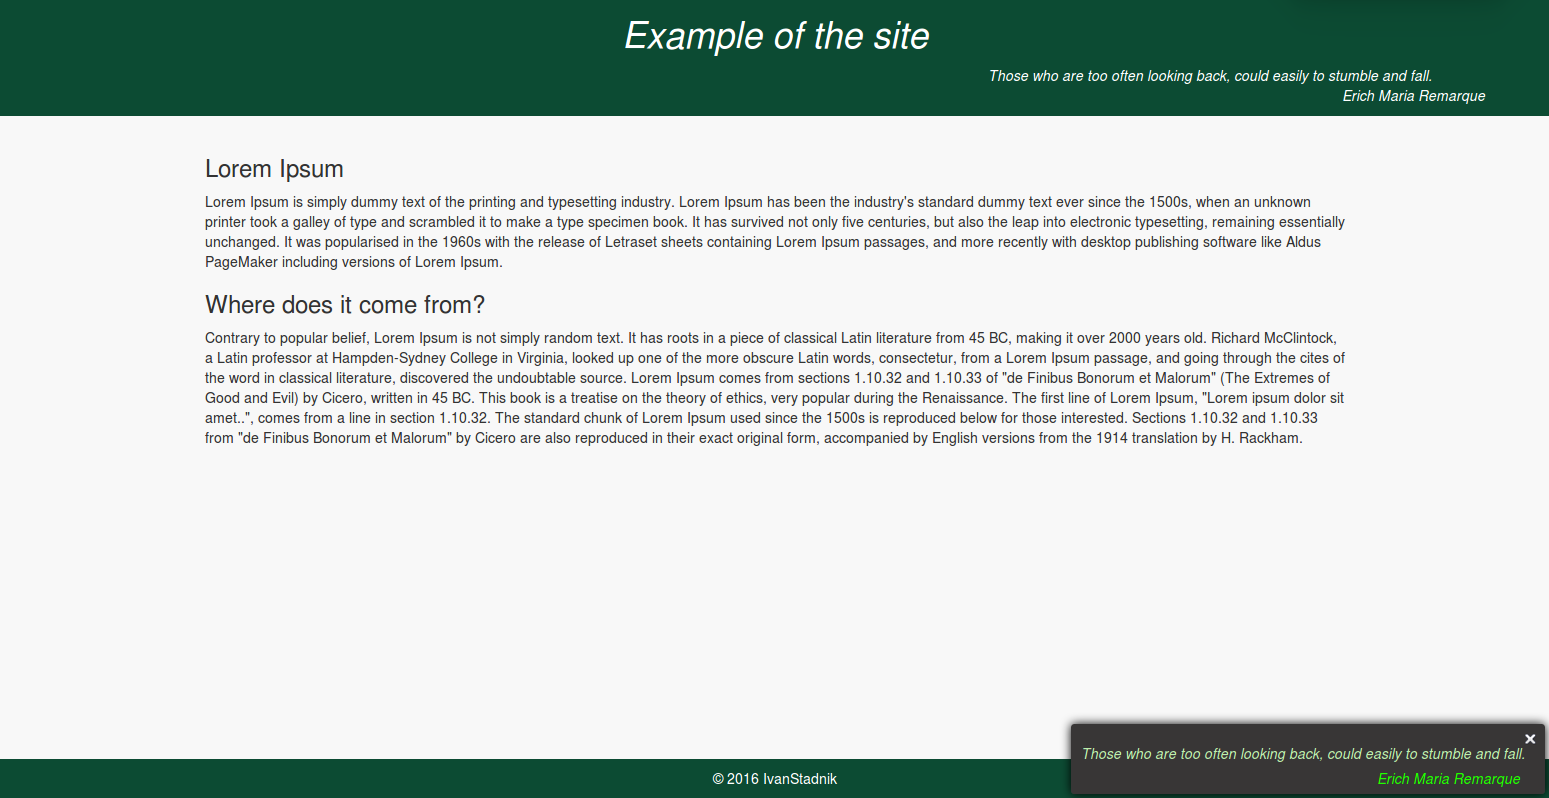 Example of the site
Those who are too often looking back, could easily to stumble and fall.
Erich Maria Remarque
Lorem Ipsum
Lorem Ipsum is simply dummy text of the printing and typesetting industry. Lorem Ipsum has been the industry's standard dummy text ever since the 1500s, when an unknown
printer took a galley of type and scrambled it to make a type specimen book. It has survived not only five centuries, but also the leap into electronic typesetting, remaining essentially
unchanged. It was popularised in the 1960s with the release of Letraset sheets containing Lorem Ipsum passages, and more recently with desktop publishing software like Aldus
PageMaker including versions of Lorem Ipsum.
Where does it come from?
Contrary to popular belief, Lorem Ipsum is not simply random text. It has roots in a piece of classical Latin literature from 45 BC, making it over 2000 years old. Richard McClintock,
a Latin professor at Hampden-Sydney College in Virginia, looked up one of the more obscure Latin words, consectetur, from a Lorem Ipsum passage, and going through the cites of
the word in classical literature, discovered the undoubtable source. Lorem Ipsum comes from sections 1.10.32 and 1.10.33 of "de Finibus Bonorum et Malorum" (The Extremes of
Good and Evil) by Cicero, written in 45 BC. This book is a treatise on the theory of ethics, very popular during the Renaissance. The first line of Lorem Ipsum, "Lorem ipsum dolor sit
amet..", comes from a line in section 1.10.32. The standard chunk of Lorem Ipsum used since the 1500s is reproduced below for those interested. Sections 1.10.32 and 1.10.33
from "de Finibus Bonorum et Malorum" by Cicero are also reproduced in their exact original form, accompanied by English versions from the 1914 translation by H. Rackham.
×
Those who are too often looking back, could easily to stumble and fall.
Erich Maria Remarque
© 2016 IvanStadnik